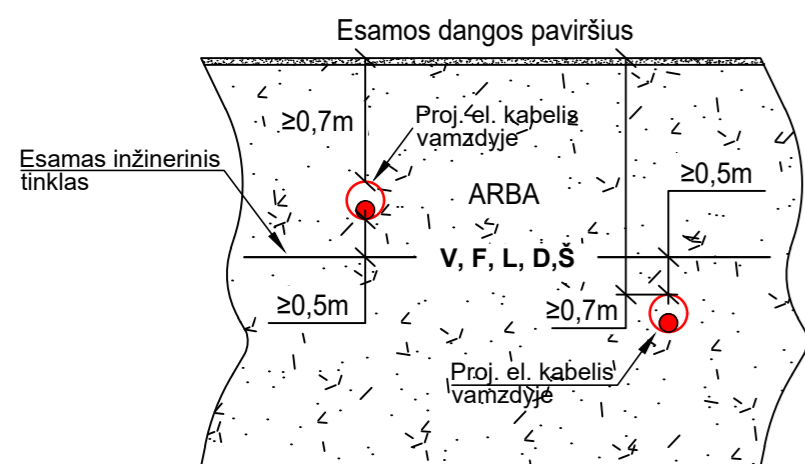 Esamos dangos paviršius
≥0,7m
Proj. el. kabelis
vamzdyje
Esamas inžinerinis
tinklas
ARBA
≥0,5m
V, F, L, D,Š
≥0,5m
≥0,7m
Proj. el. kabelis
vamzdyje